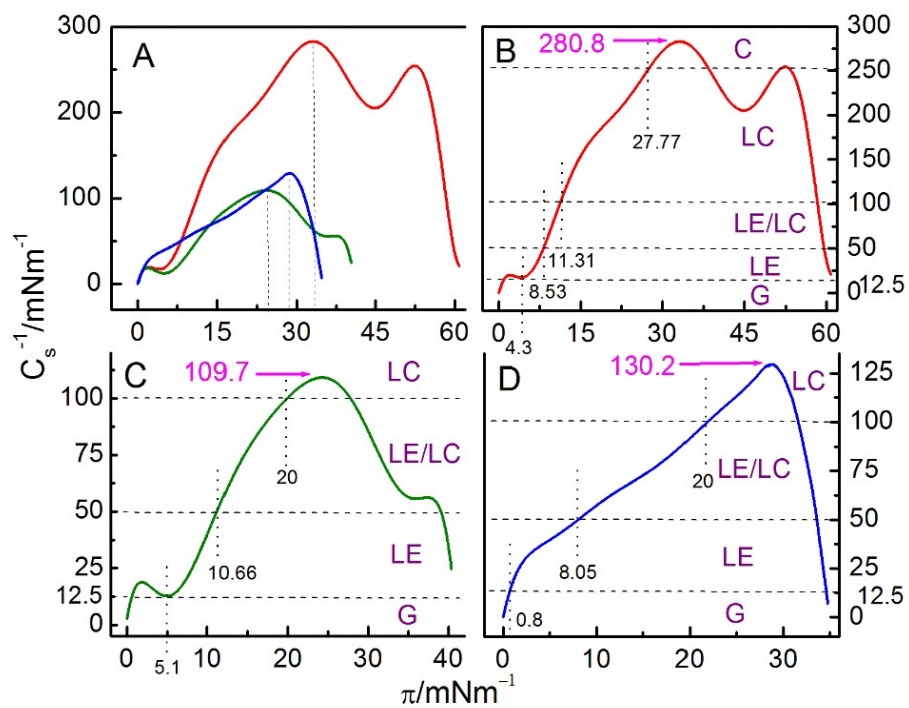 A
300
200
100
0
0 15 30 45 60
B
280.8
C
LC
LE/LC
LE
G
27.77
11.31
8.53
4.3
300
250
200
150
100
50
12.5
0
0 15 30 45 60
Cₛ⁻¹/mNm⁻¹
C
109.7
LC
LE/LC
LE
G
20
10.66
5.1
100
75
50
25
12.5
0
0 10 20 30 40
D
130.2
LC
LE/LC
LE
G
20
8.05
0.8
125
100
75
50
25
12.5
0
0 10 20 30
π/mNm⁻¹